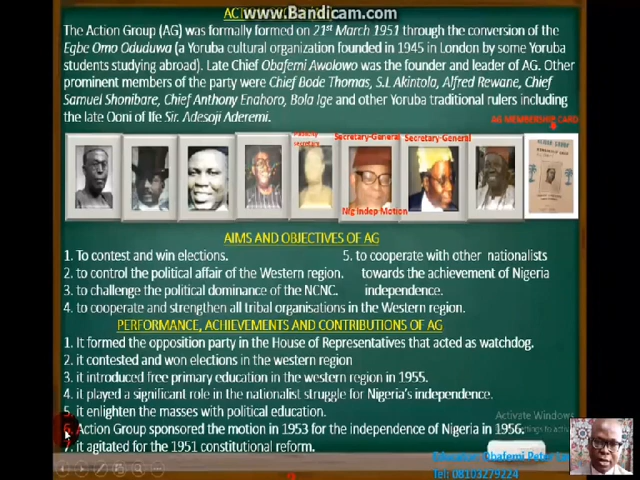 www.Bandicam.com
The Action Group (AG) was formally formed on 21st March 1951 through the conversion of the
Egbe Omo Oduduwa (a Yoruba cultural organization founded in 1945 in London by some Yoruba
students studying abroad). Late Chief Obafemi Awolowo was the founder and leader of AG. Other
prominent members of the party were Chief Bode Thomas, S.L Akintola, Alfred Rewane, Chief
Samuel Shonibare, Chief Anthony Enahoro, Bola Ige and other Yoruba traditional rulers including
the late Ooni of Ife Sir. Adesoji Aderemi.
AG MEMBERSHIP CARD
secretary
Secretary-General
Secretary-General
Nig Indep Motion
AIMS AND OBJECTIVES OF AG
1. To contest and win elections.
2. to control the political affair of the Western region.
3. to challenge the political dominance of the NCNC.
4. to cooperate and strengthen all tribal organisations in the Western region.
5. to cooperate with other nationalists
towards the achievement of Nigeria
independence.
PERFORMANCE, ACHIEVEMENTS AND CONTRIBUTIONS OF AG
1. It formed the opposition party in the House of Representatives that acted as watchdog.
2. it contested and won elections in the western region
3. it introduced free primary education in the western region in 1955.
4. it played a significant role in the nationalist struggle for Nigeria's independence.
5. it enlighten the masses with political education.
6. Action Group sponsored the motion in 1953 for the independence of Nigeria in 1956.
7. it agitated for the 1951 constitutional reform.
Activate Windows
Obafemi Peter
Tel: 08103279224